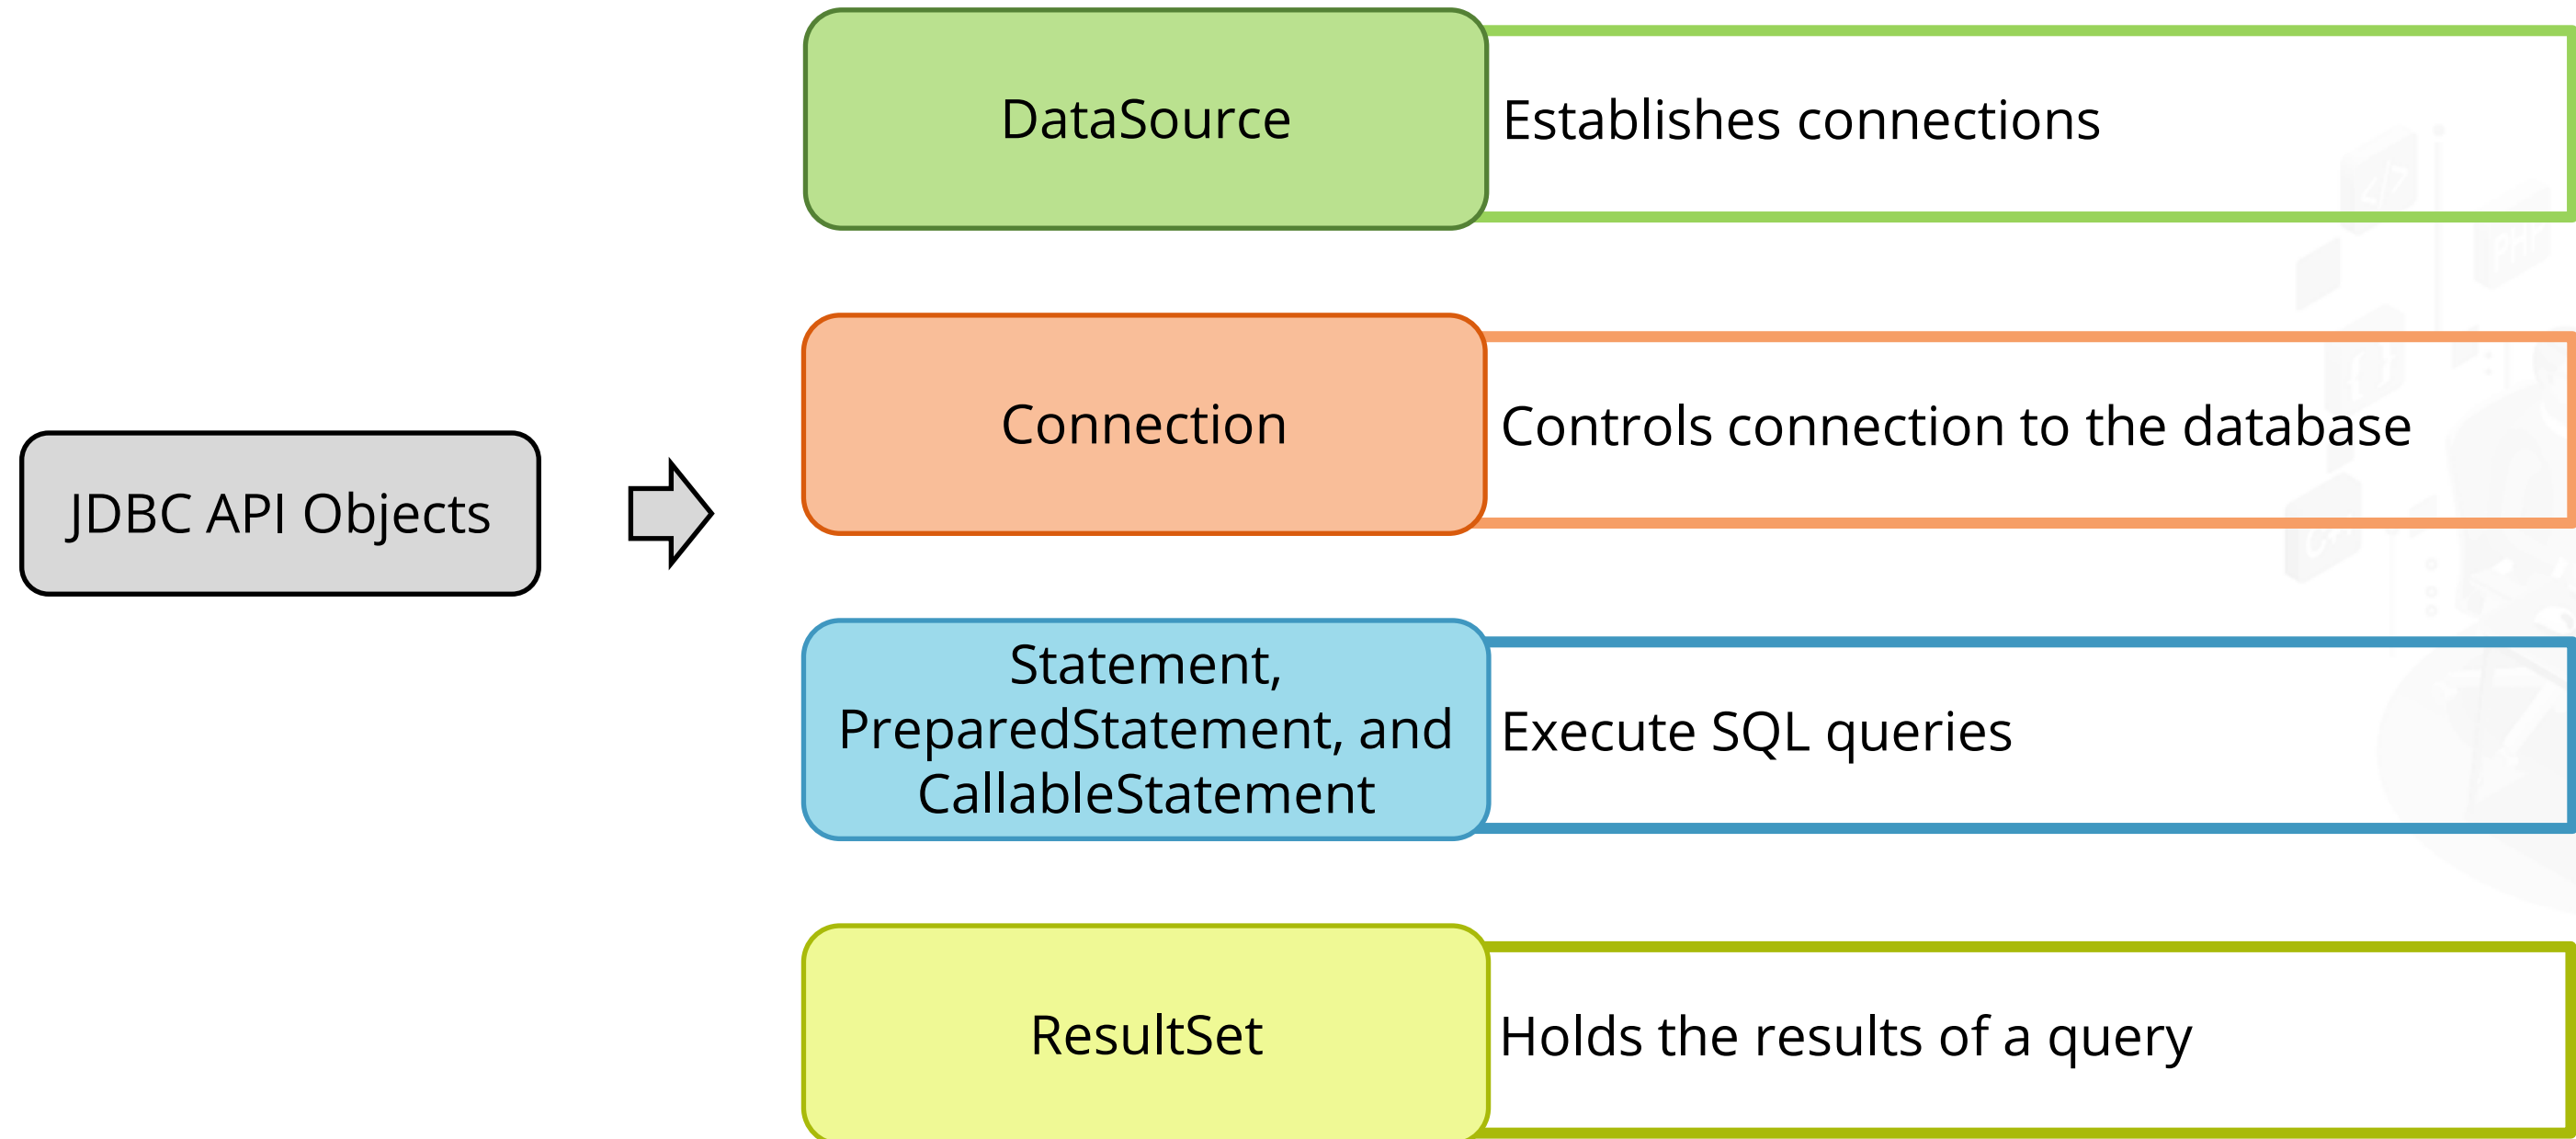 DataSource
Establishes connections
Connection
Controls connection to the database
JDBC API Objects
Statement,
PreparedStatement, and
CallableStatement
Execute SQL queries
ResultSet
Holds the results of a query